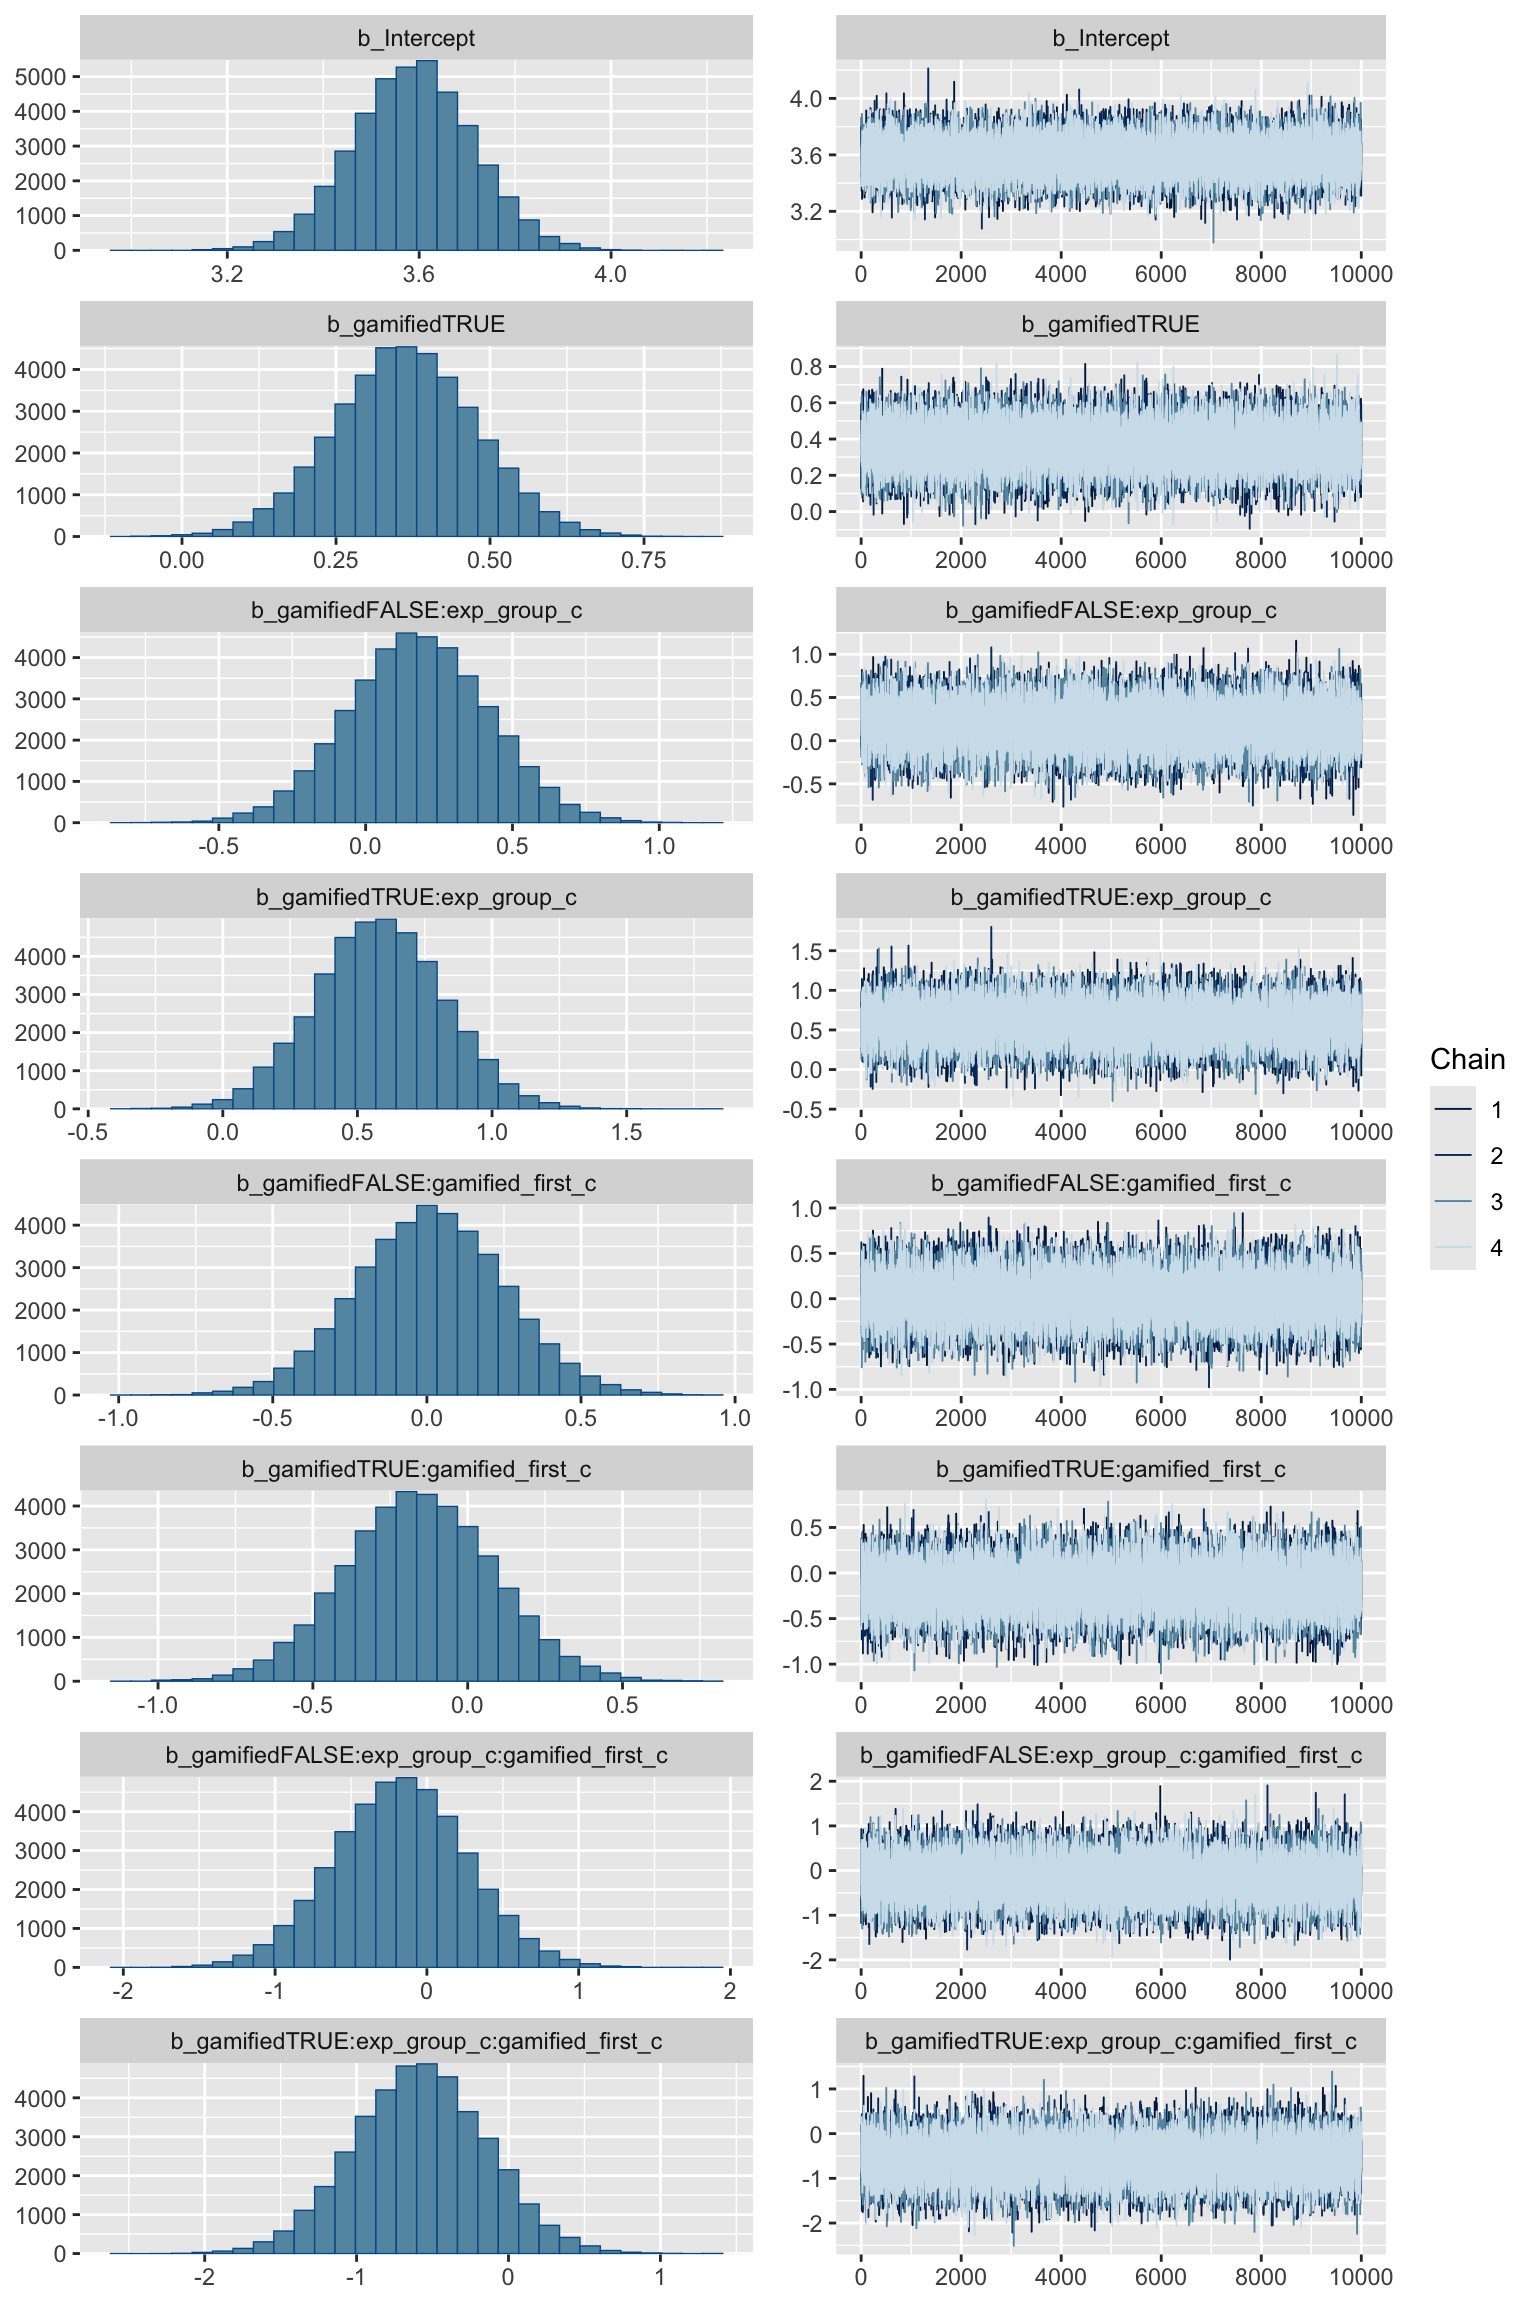 b_Intercept
5000
4000
3000
2000
1000
0
3.2 3.6 4.0
b_Intercept
4.0
3.6
3.2
0 2000 4000 6000 8000 10000
b_gamifiedTRUE
4000
3000
2000
1000
0
0.00 0.25 0.50 0.75
b_gamifiedTRUE
0.8
0.6
0.4
0.2
0.0
0 2000 4000 6000 8000 10000
b_gamifiedFALSE:exp_group_c
4000
3000
2000
1000
0
-0.5 0.0 0.5 1.0
b_gamifiedFALSE:exp_group_c
1.0
0.5
0.0
-0.5
0 2000 4000 6000 8000 10000
b_gamifiedTRUE:exp_group_c
4000
3000
2000
1000
0
-0.5 0.0 0.5 1.0 1.5
b_gamifiedTRUE:exp_group_c
1.5
1.0
0.5
0.0
-0.5
0 2000 4000 6000 8000 10000
b_gamifiedFALSE:gamified_first_c
4000
3000
2000
1000
0
-1.0 -0.5 0.0 0.5 1.0
b_gamifiedFALSE:gamified_first_c
1.0
0.5
0.0
-0.5
-1.0
0 2000 4000 6000 8000 10000
b_gamifiedTRUE:gamified_first_c
4000
3000
2000
1000
0
-1.0 -0.5 0.0 0.5
b_gamifiedTRUE:gamified_first_c
0.5
0.0
-0.5
-1.0
0 2000 4000 6000 8000 10000
b_gamifiedFALSE:exp_group_c:gamified_first_c
4000
3000
2000
1000
0
-2 -1 0 1 2
b_gamifiedFALSE:exp_group_c:gamified_first_c
2
1
0
-1
-2
0 2000 4000 6000 8000 10000
b_gamifiedTRUE:exp_group_c:gamified_first_c
4000
3000
2000
1000
0
-2 -1 0 1
b_gamifiedTRUE:exp_group_c:gamified_first_c
1
0
-1
-2
0 2000 4000 6000 8000 10000
Chain
1
2
3
4